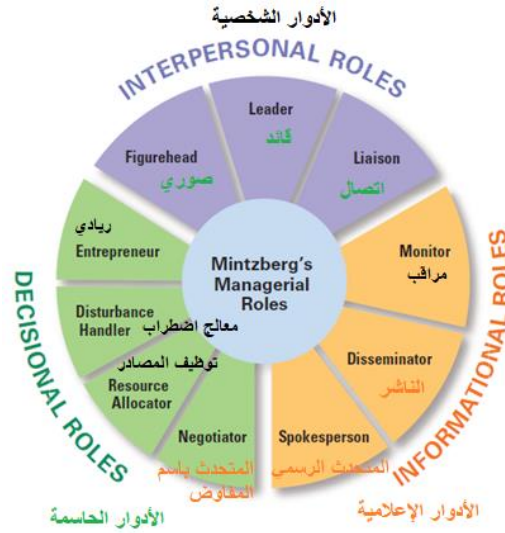 الأدوار الشخصية
INTERPERSONAL ROLES
Leader
قائد
Figurehead
صوري
Liaison
اتصال
ريادي
Entrepreneur
Monitor
مراقب
Mintzberg's
Managerial
Roles
Disturbance
Handler
معالج اضطراب
توظيف المصادر
Resource
Allocator
Disseminator
الناشر
Negotiator
المتحدث باسم
المفاوض
Spokesperson
المتحدث الرسمي
DECISIONAL ROLES
INFORMATIONAL ROLES
الأدوار الحاسمة
الأدوار الإعلامية